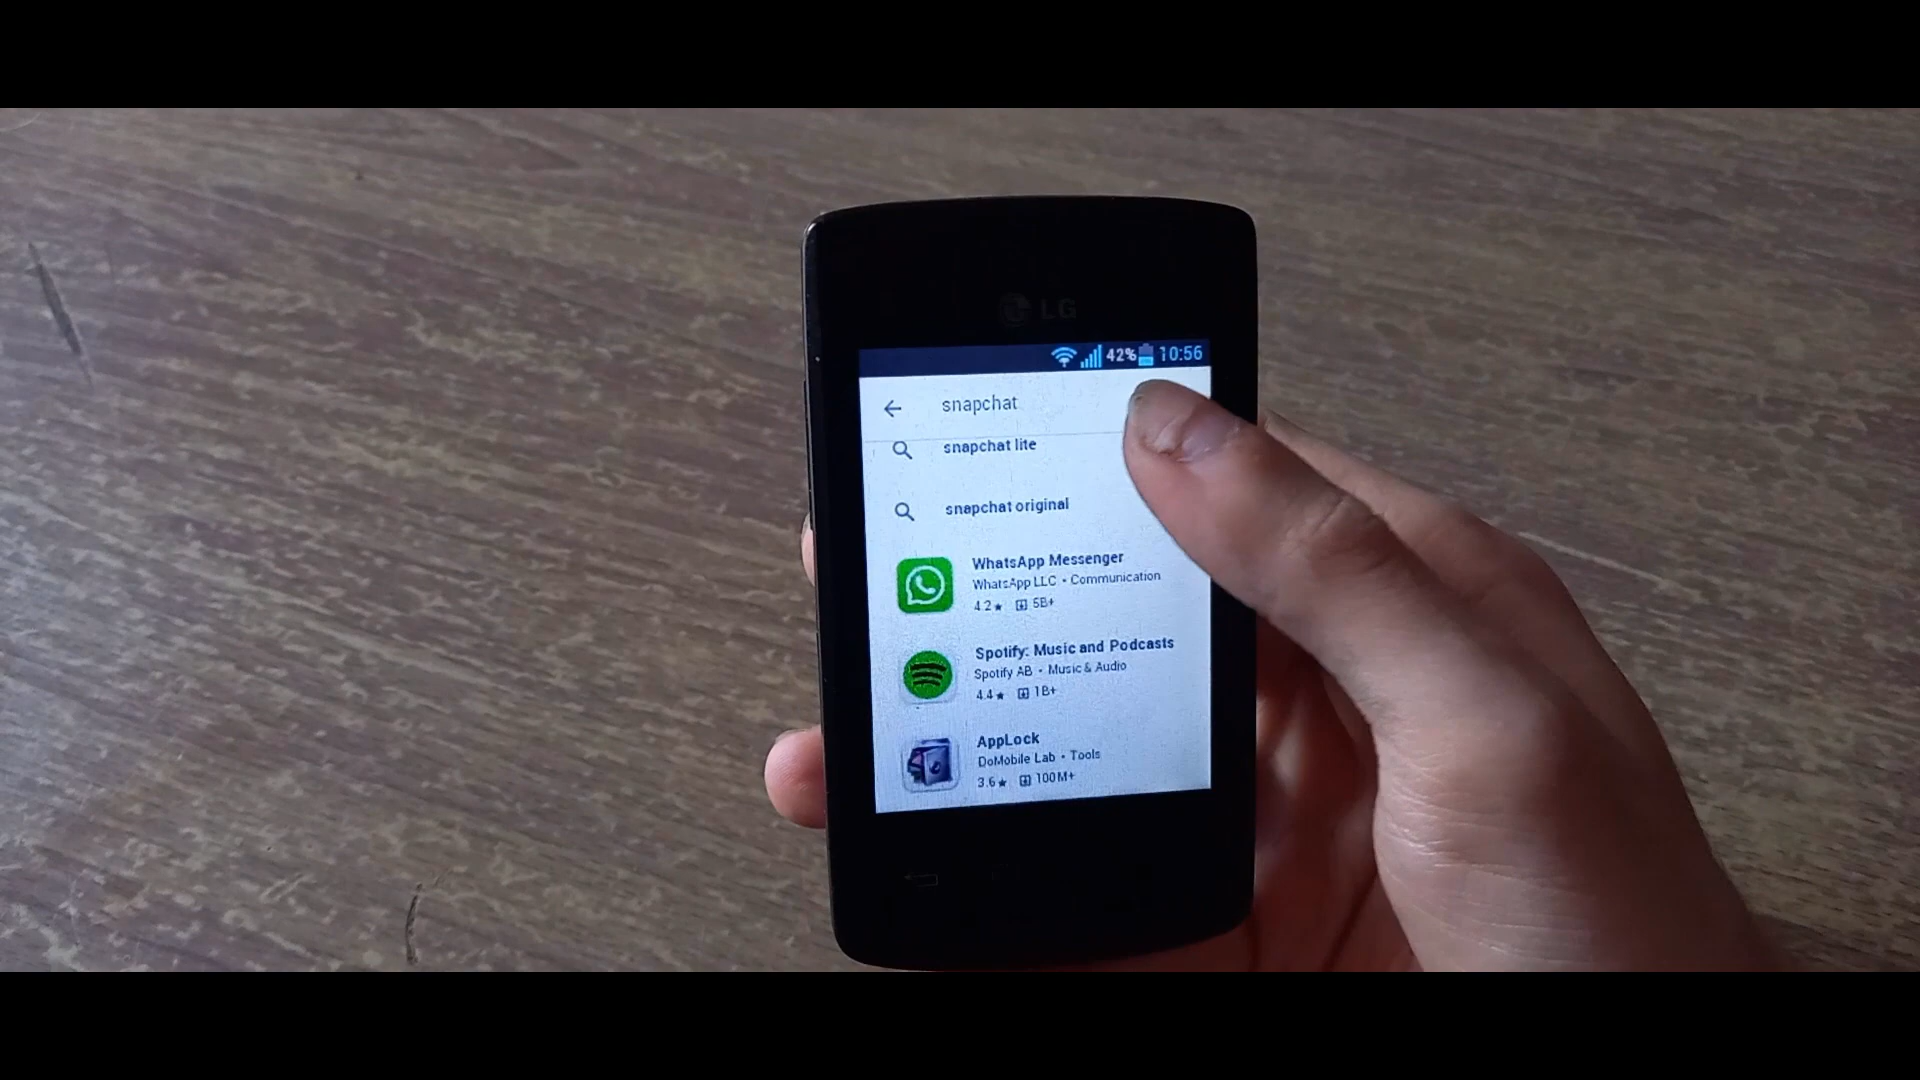 LG
42% 10:56
snapchat
snapchat lite
snapchat original
WhatsApp Messenger
WhatsApp LLC • Communication
4.2★ 5B+
Spotify: Music and Podcasts
Spotify AB • Music & Audio
4.4★ 1B+
AppLock
DoMobile Lab • Tools
3.6★ 100M+